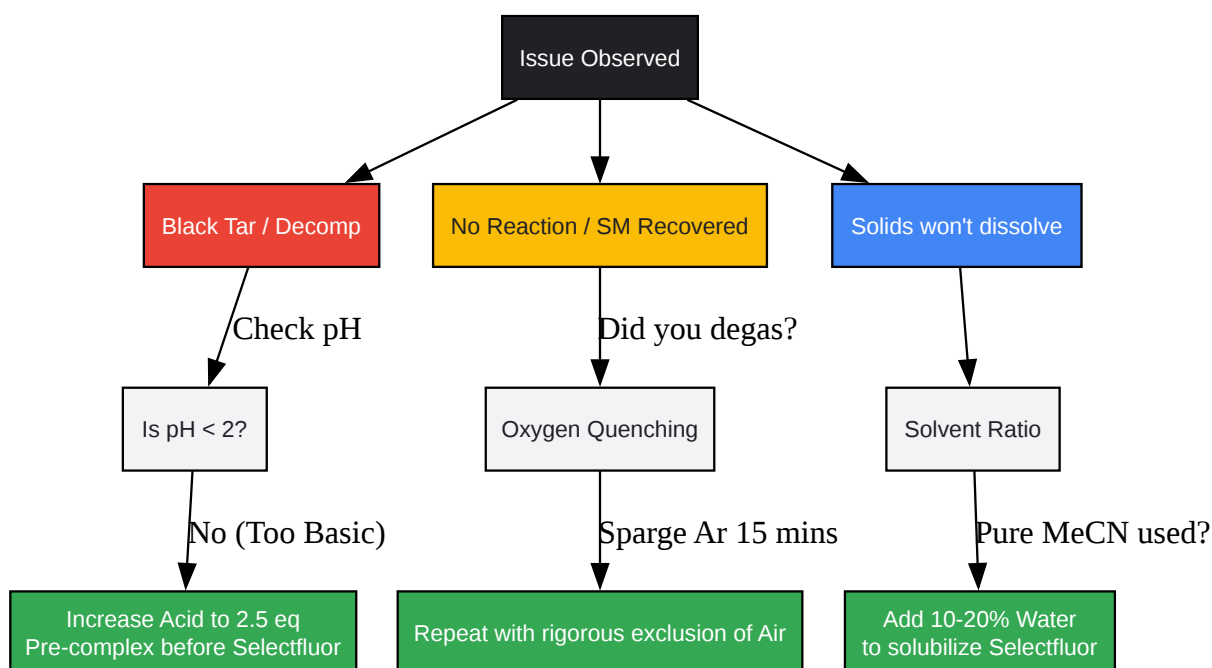 Issue Observed
Black Tar / Decomp
No Reaction / SM Recovered
Solids won't dissolve
Check pH
Did you degas?
Is pH < 2?
Oxygen Quenching
Solvent Ratio
No (Too Basic)
Sparge Ar 15 mins
Pure MeCN used?
Increase Acid to 2.5 eq
Pre-complex before Selectfluor
Repeat with rigorous exclusion of Air
Add 10-20% Water
to solubilize Selectfluor